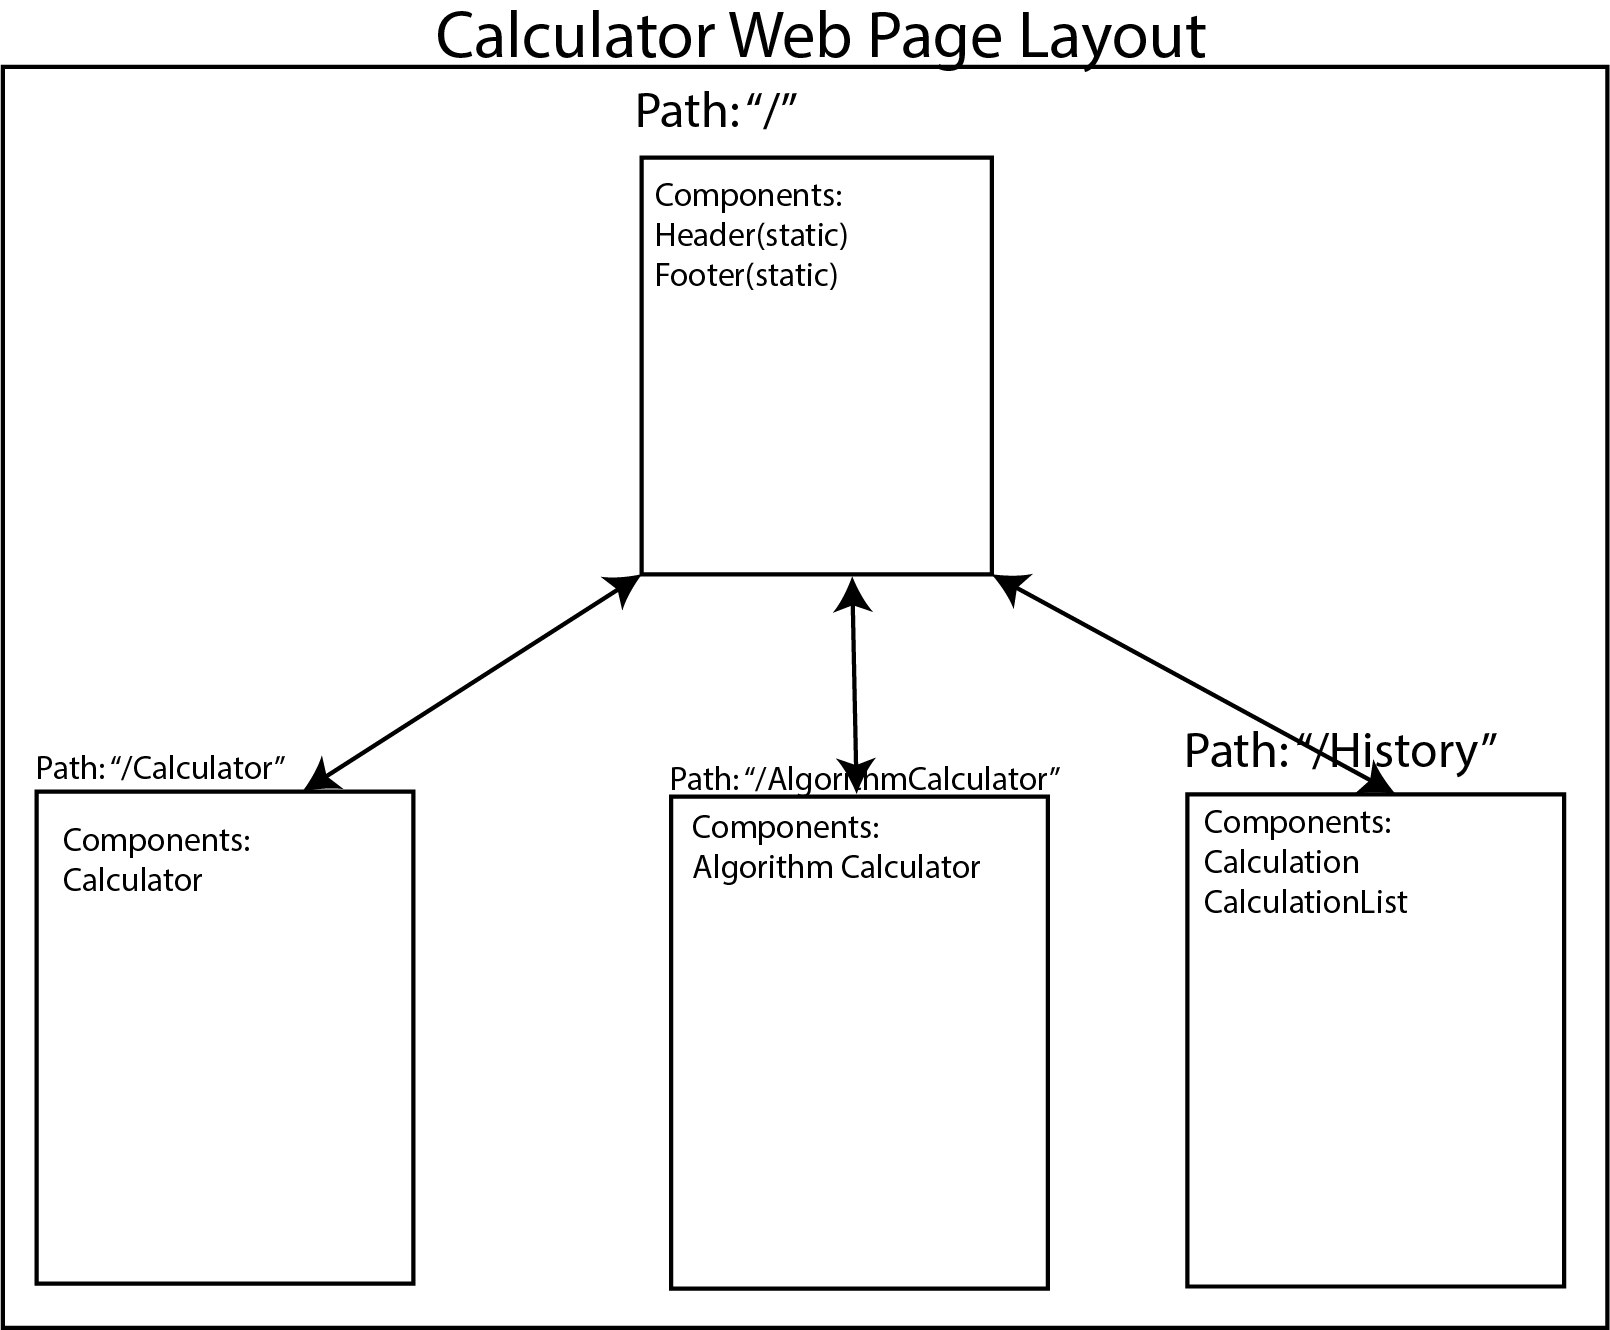 Calculator Web Page Layout
Path: “/”
Components:
Header(static)
Footer(static)
Path: “/Calculator”
Components:
Calculator
Path: “/AlgorithmCalculator”
Components:
Algorithm Calculator
Path: “/History”
Components:
Calculation
CalculationList